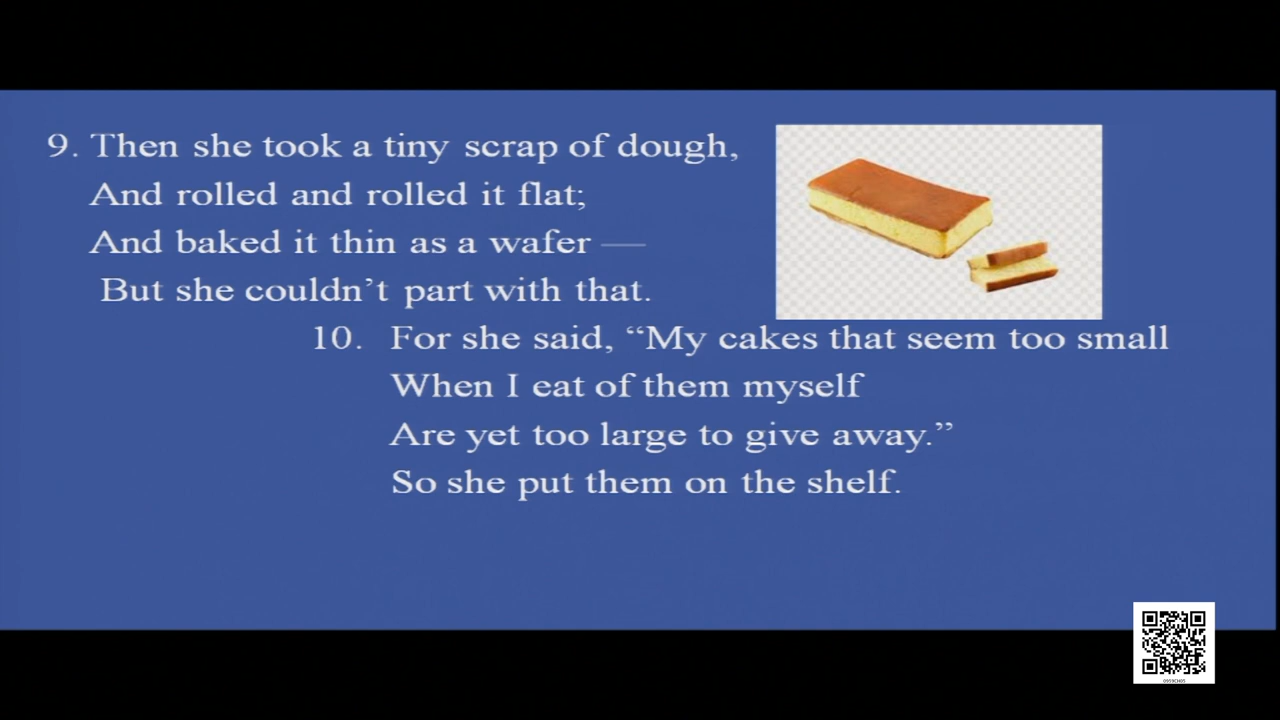 9. Then she took a tiny scrap of dough,
And rolled and rolled it flat;
And baked it thin as a wafer —
But she couldn’t part with that.
10. For she said, “My cakes that seem too small
When I eat of them myself
Are yet too large to give away.”
So she put them on the shelf.
0959CH05